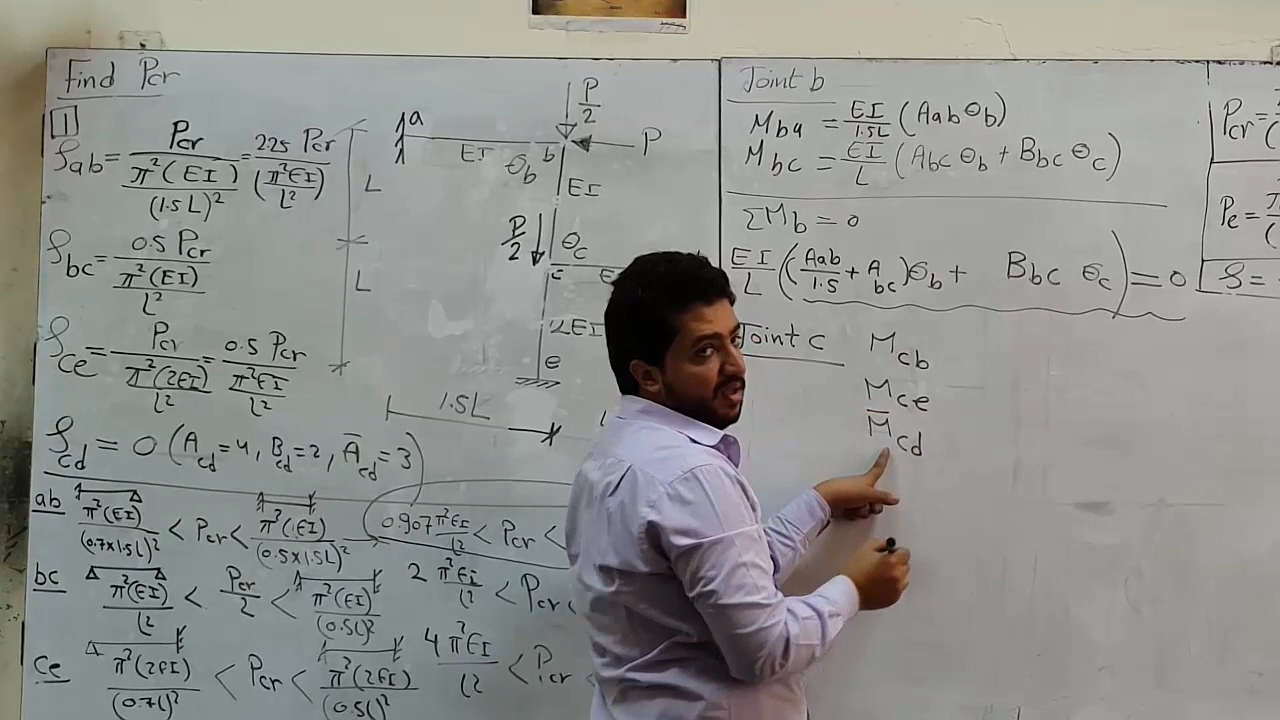 Find Pcr
1
ρab = Pcr / (π²(EI) / (1.5L)²) = 2.25 Pcr / (π²EI / L²)
ρbc = 0.5 Pcr / (π²(EI) / L²)
ρce = Pcr / (π²(2EI) / L²) = 0.5 Pcr / (π²EI / L²)
ρcd = 0 (Acd = 4, Bcd = 2, A̅cd = 3)
ab π²(EI) / (0.7×1.5L)² < Pcr < π²(EI) / (0.5×1.5L)²
0.907 π²EI / L² < Pcr <
bc π²(EI) / L² < Pcr / 2 < π²(EI) / (0.5L)²
2 π²EI / L² < Pcr <
ce π²(2EI) / (0.7L)² < Pcr < π²(2EI) / (0.5L)²
4 π²EI / L² < Pcr <
P/2
a
EI
θb
b
P
EI
L
P/2
θc
c
E
L
2EI
e
1.5L
Joint b
Mba = EI / 1.5L (Aab θb)
Mbc = EI / L (Abc θb + Bbc θc)
ΣMb = 0
EI / L ((Aab / 1.5 + Abc) θb + Bbc θc) = 0
Joint c
Mcb
Mce
M̅cd
Pcr =
Pe =
ρ =